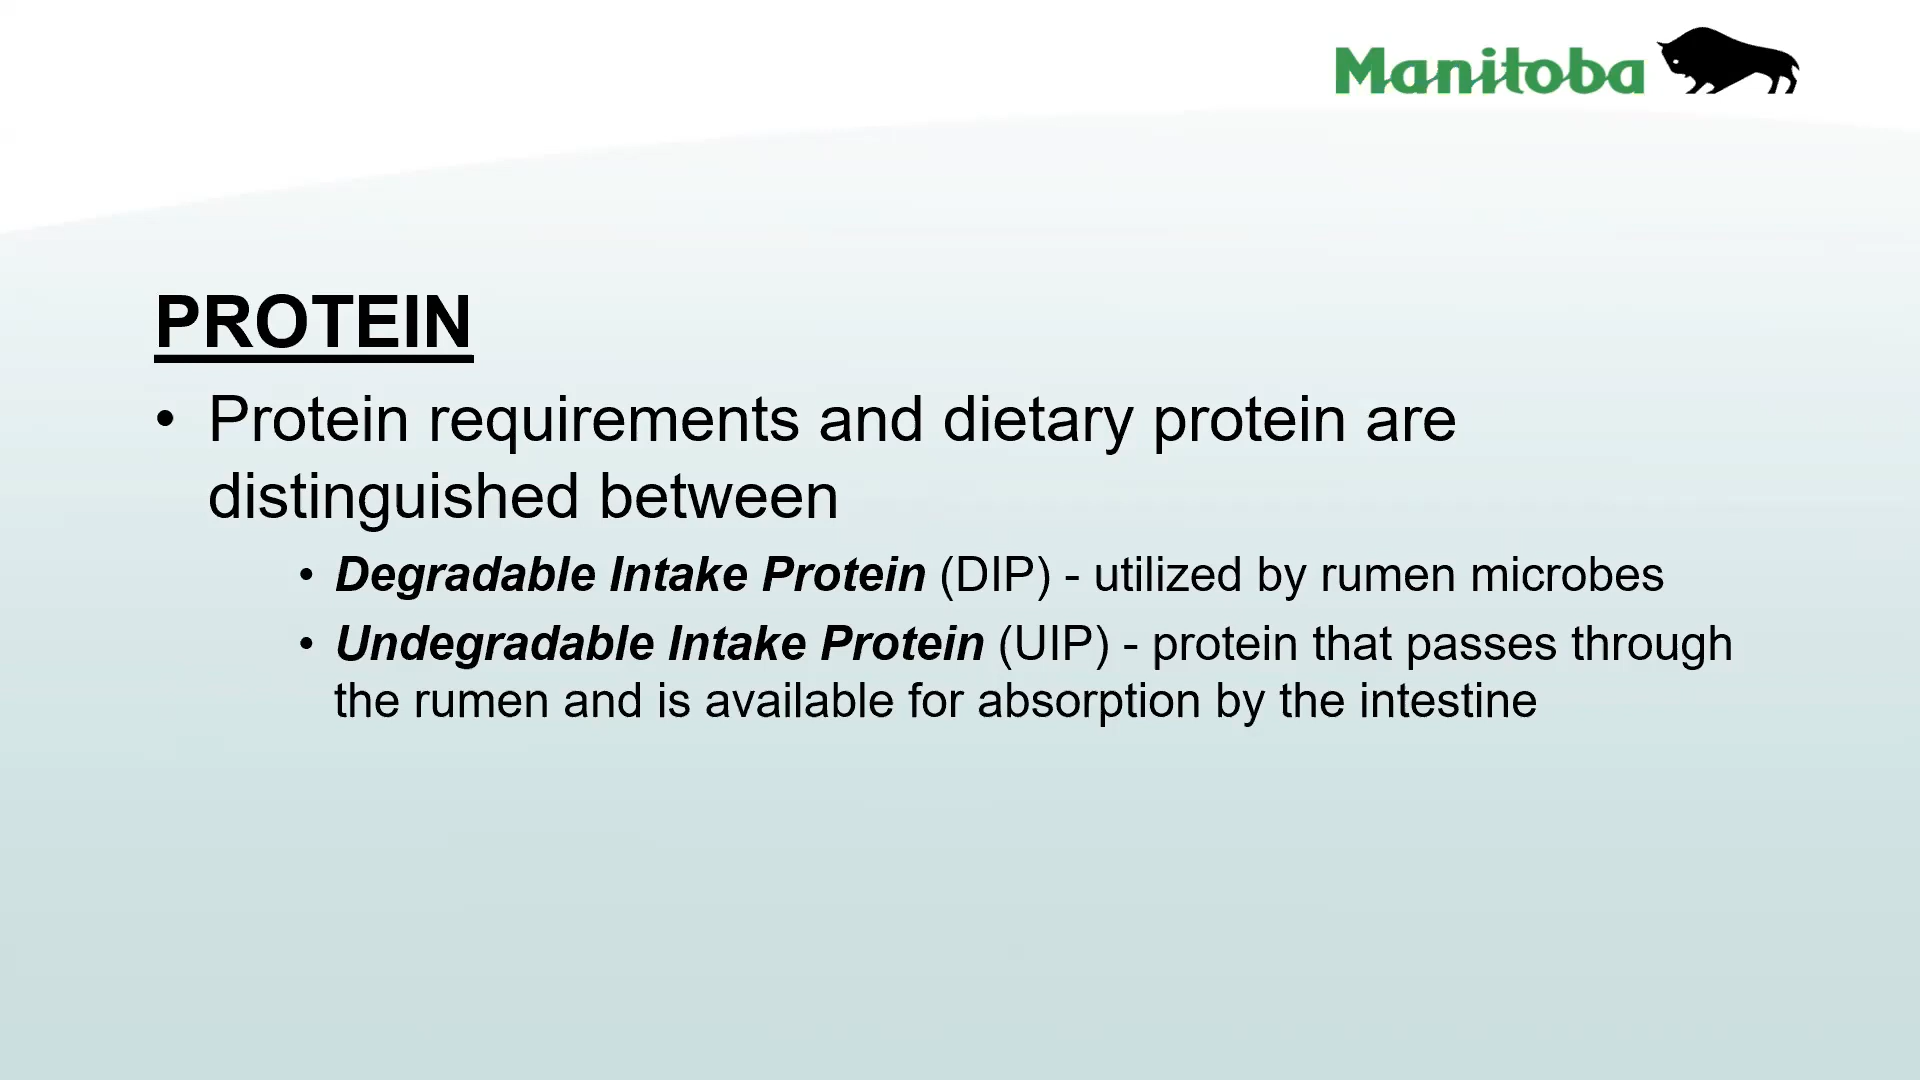 Manitoba
PROTEIN
• Protein requirements and dietary protein are
distinguished between
• Degradable Intake Protein (DIP) - utilized by rumen microbes
• Undegradable Intake Protein (UIP) - protein that passes through
the rumen and is available for absorption by the intestine